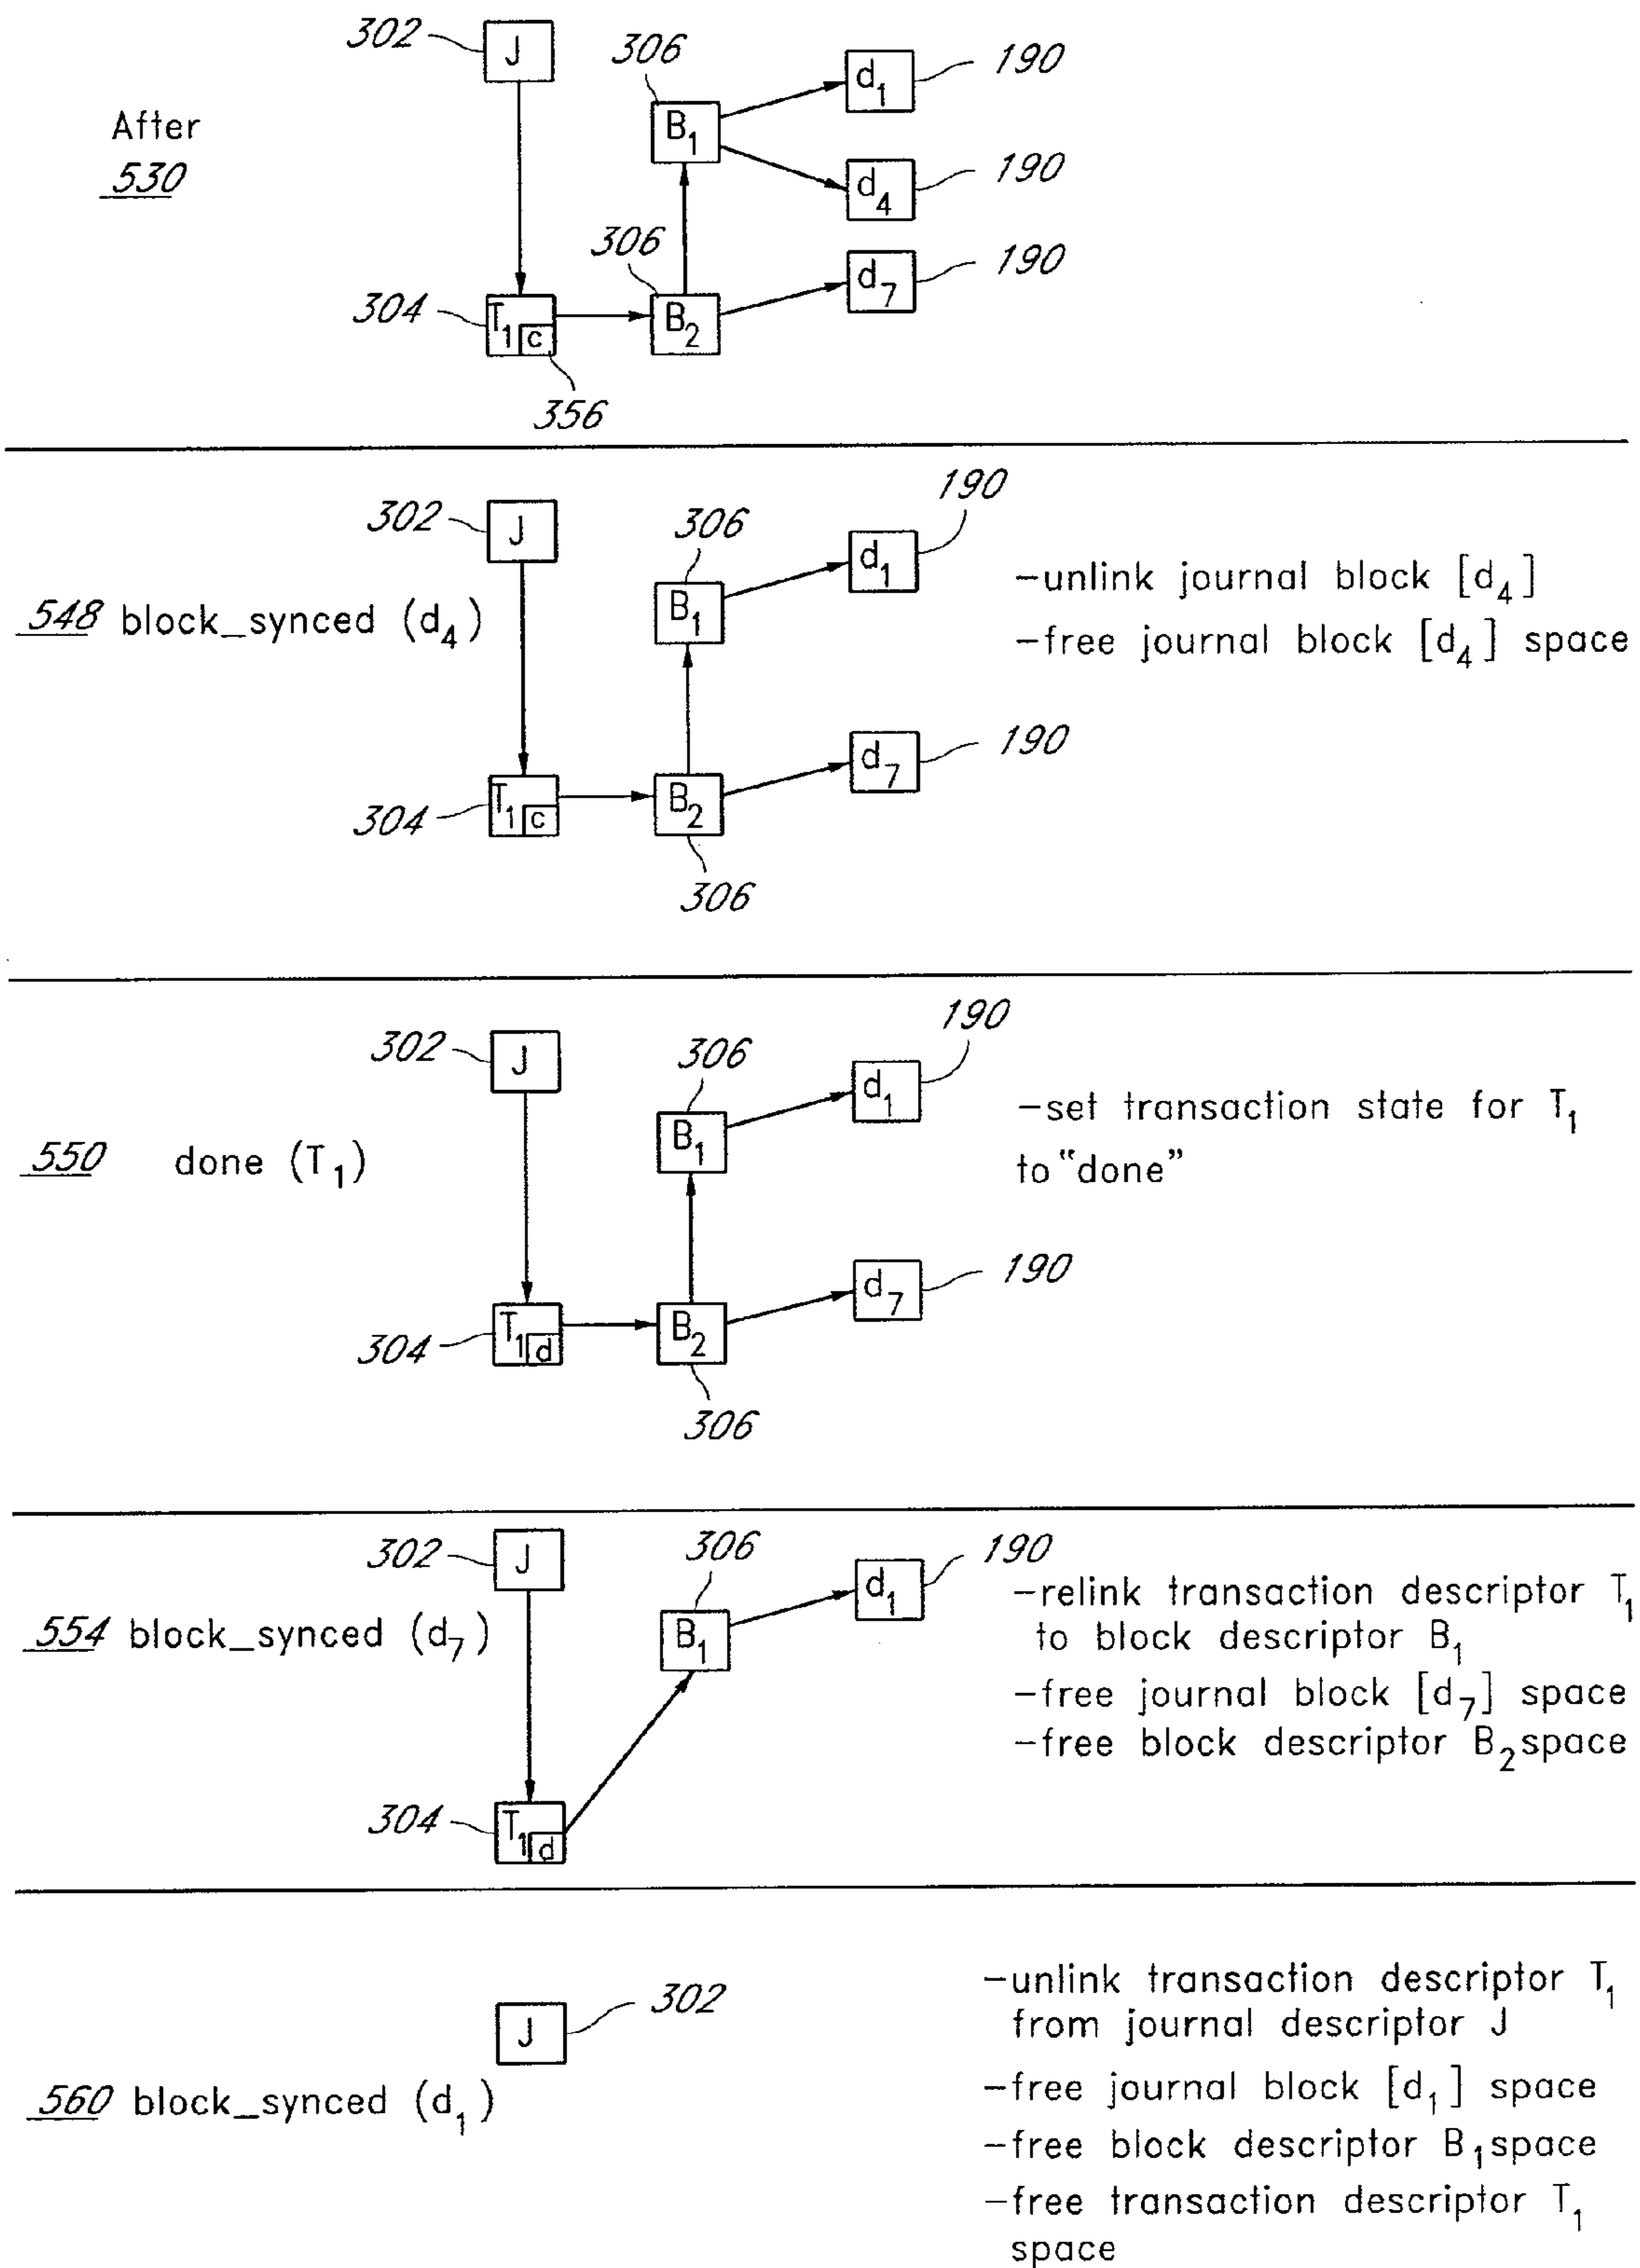 302 J 306 d1 190
After
530
B1
d4 190
306
304 T1 c B2 d7 190
356
302 J 306 190
d1
548 block_synced (d4) B1
-unlink journal block [d4]
-free journal block [d4] space
304 T1 c B2 d7 190
306
302 J 306 190
d1
550 done (T1) B1
-set transaction state for T1
to "done"
304 T1 d B2 d7 190
306
302 J 306 d1 190
554 block_synced (d7) B1
-relink transaction descriptor T1
to block descriptor B1
-free journal block [d7] space
-free block descriptor B2 space
304 T1 d
J 302
560 block_synced (d1)
-unlink transaction descriptor T1
from journal descriptor J
-free journal block [d1] space
-free block descriptor B1 space
-free transaction descriptor T1
space